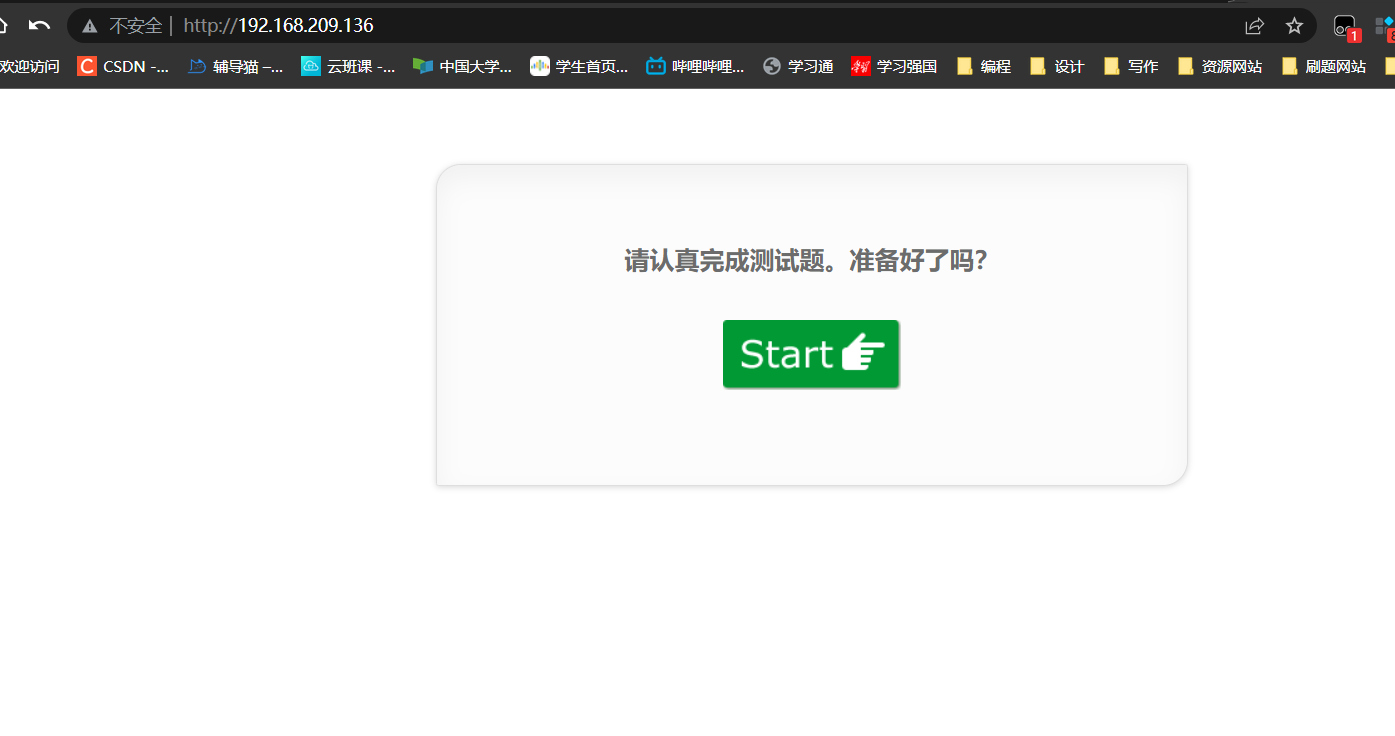 不安全 | http://192.168.209.136
欢迎访问 CSDN -... 辅导猫 –... 云班课 -... 中国大学... 学生首页... 哔哩哔哩... 学习通 学习强国 编程 设计 写作 资源网站 刷题网站
1
请认真完成测试题。准备好了吗?
Start